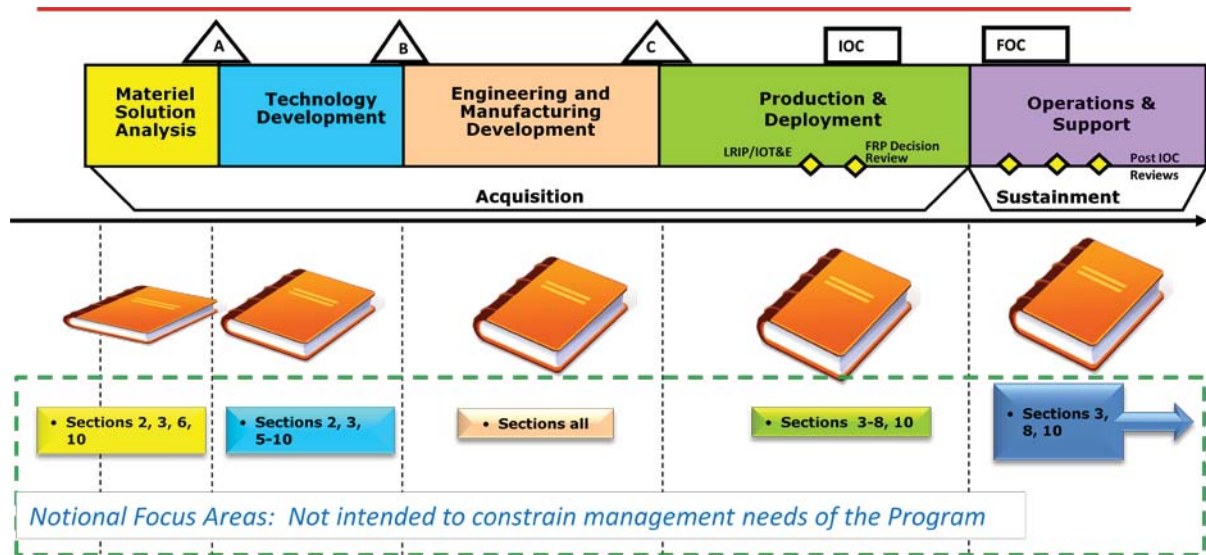 A
B
C
IOC
FOC
Materiel
Solution
Analysis
Technology
Development
Engineering and
Manufacturing
Development
Production &
Deployment
LRIP/IOT&E
FRP Decision
Review
Operations &
Support
Post IOC
Reviews
Acquisition
Sustainment
• Sections 2, 3, 6,
10
• Sections 2, 3,
5-10
• Sections all
• Sections 3-8, 10
• Sections 3,
8, 10
Notional Focus Areas: Not intended to constrain management needs of the Program